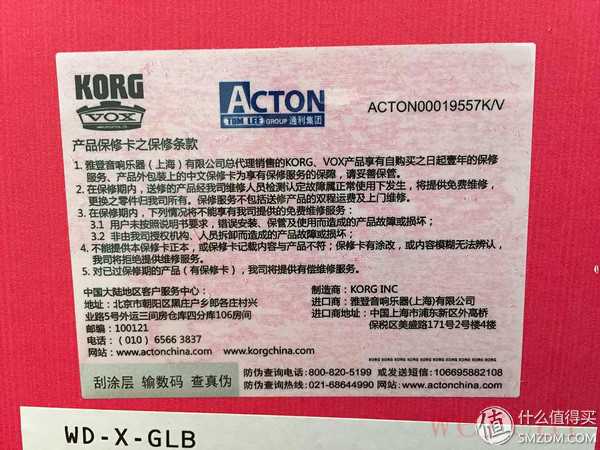 KORG
VOX
ACTON
TOM LEE GROUP 通利集团
ACTON00019557K/V
产品保修卡之保修条款
1. 雅登音响乐器（上海）有限公司总代理销售的KORG、VOX产品享有自购买之日起壹年的保修
服务、产品外包装上的中文保修卡为享有保修服务的保障，请妥善保管。
2. 在保修期内，送修的产品经我司维修人员检测认定故障属正常使用下发生，将提供免费维修，
更换之零件归我司所有。保修服务不包括送修产品的双程运费及上门维修。
3. 在保修期内，下列情况将不能享有我司提供的免费维修服务：
3.1 用户未按照说明书要求，错误安装、保管及使用而造成的产品故障或损坏；
3.2 非由我司授权机构、人员拆卸而造成的产品故障或损坏；
4. 不能提供本保修卡正本，或保修卡记载内容与产品不符；保修卡有涂改，或内容模糊无法辨认，
我司将拒绝提供维修服务。
5. 对已过保修期的产品（有保修卡），我司将提供有偿维修服务。
中国大陆地区客户服务中心：
地址：北京市朝阳区黑庄户乡郎各庄村兴
业路5号外运三间房仓库四分库106房间
邮编：100121
电话：（010）6566 3837
网站：www.actonchina.com www.korgchina.com
制造商：KORG INC
进口商：雅登音响乐器(上海)有限公司
进口商地址：中国上海市浦东新区外高桥
保税区美盛路171号2号楼4楼
KORG KORG KORG KORG KORG KORG KORG KORG KORG
刮涂层 输数码 查真伪
防伪查询电话：800-820-5199 或发送短信：106695882108
防伪查询热线：021-68644990 网站：www.actonchina.com
WD-X-GLB
值 什么值得买
SMZDM.COM